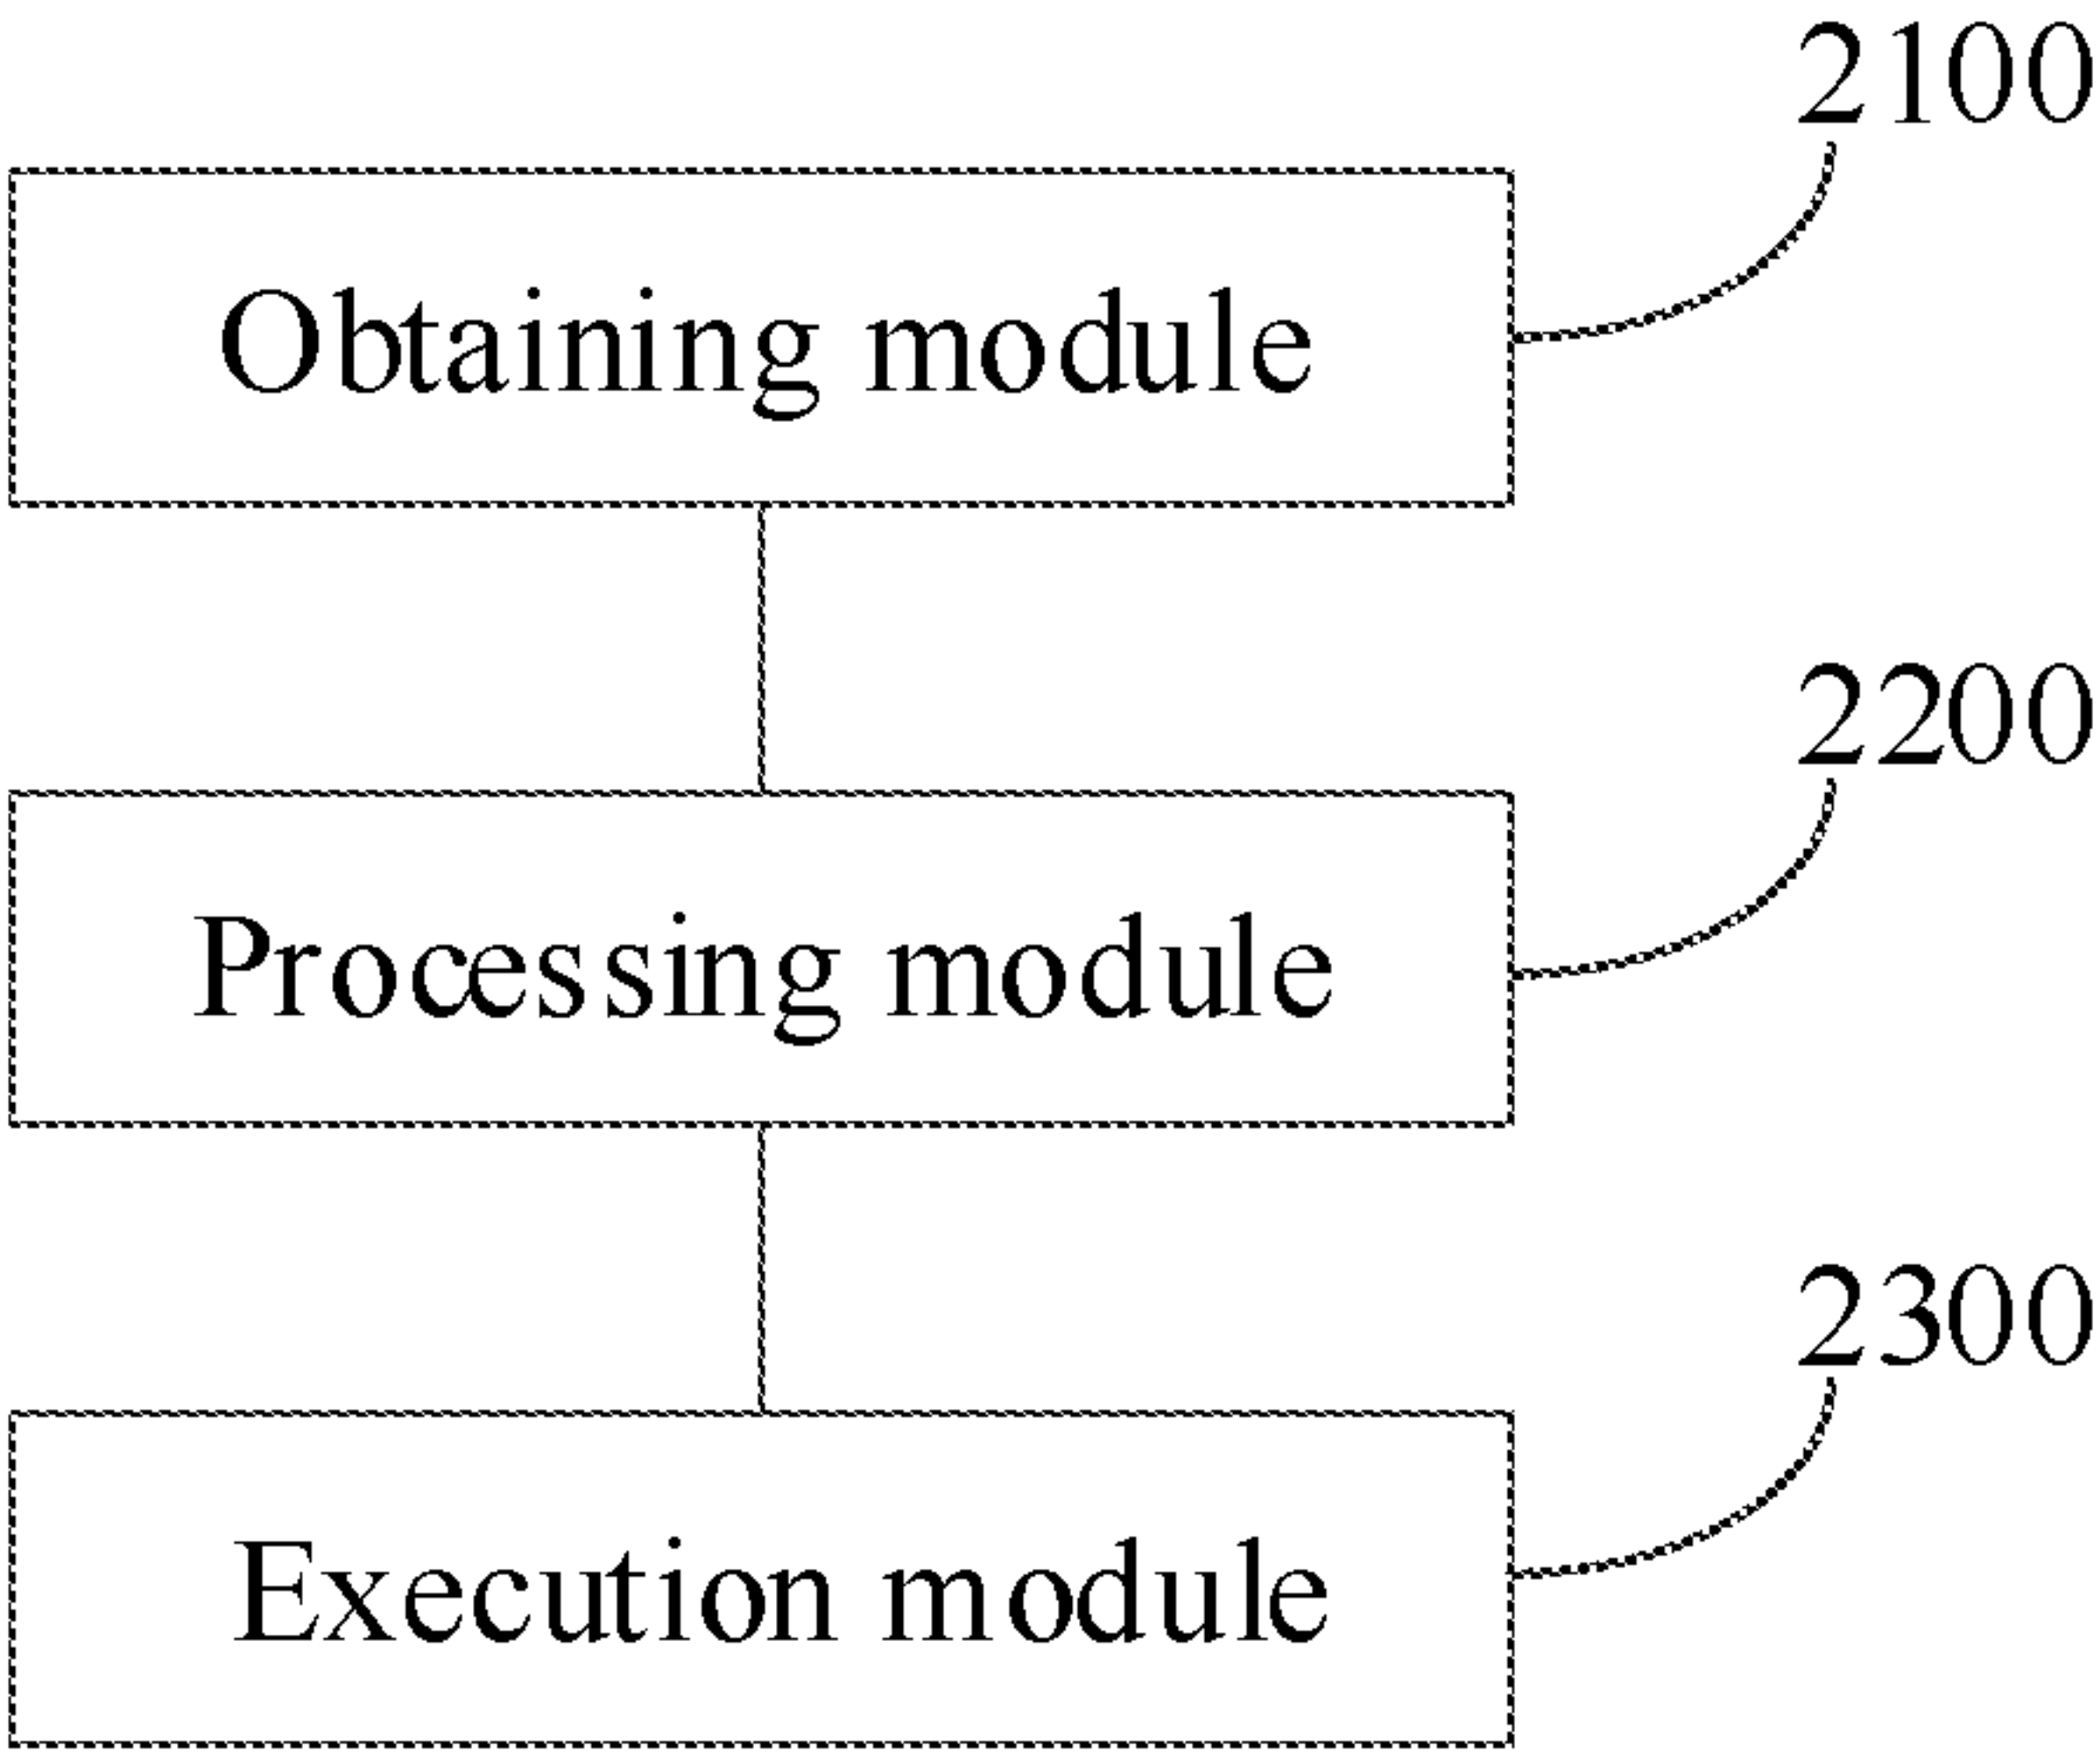 2100
Obtaining module
2200
Processing module
2300
Execution module